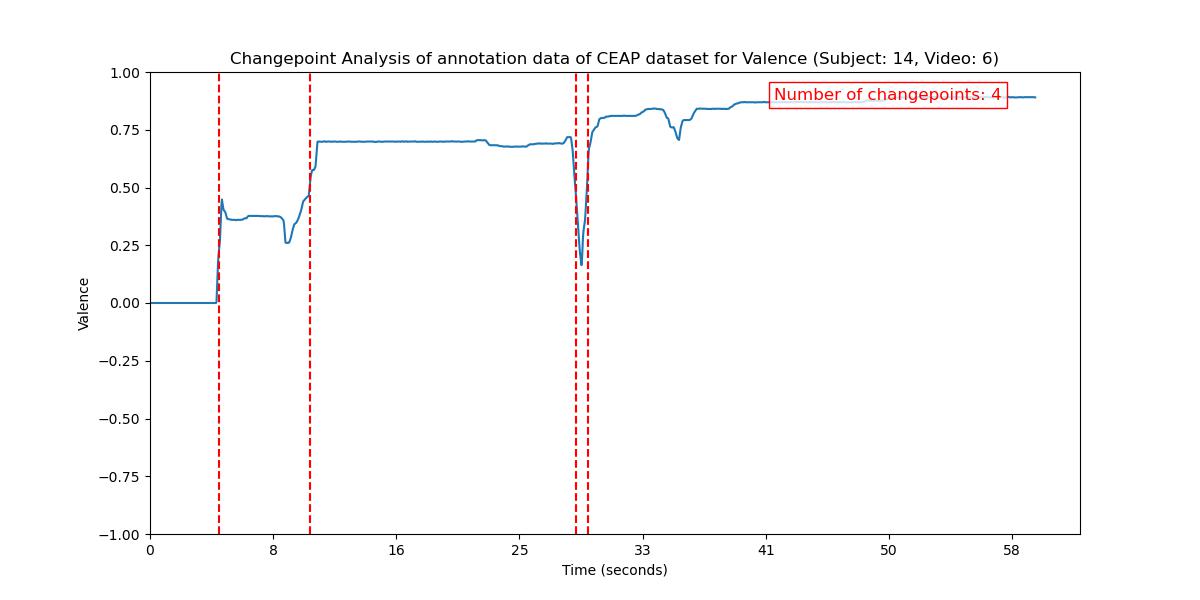 Changepoint Analysis of annotation data of CEAP dataset for Valence (Subject: 14, Video: 6)
Number of changepoints: 4
1.00
0.75
0.50
0.25
0.00
−0.25
−0.50
−0.75
−1.00
Valence
0 8 16 25 33 41 50 58
Time (seconds)